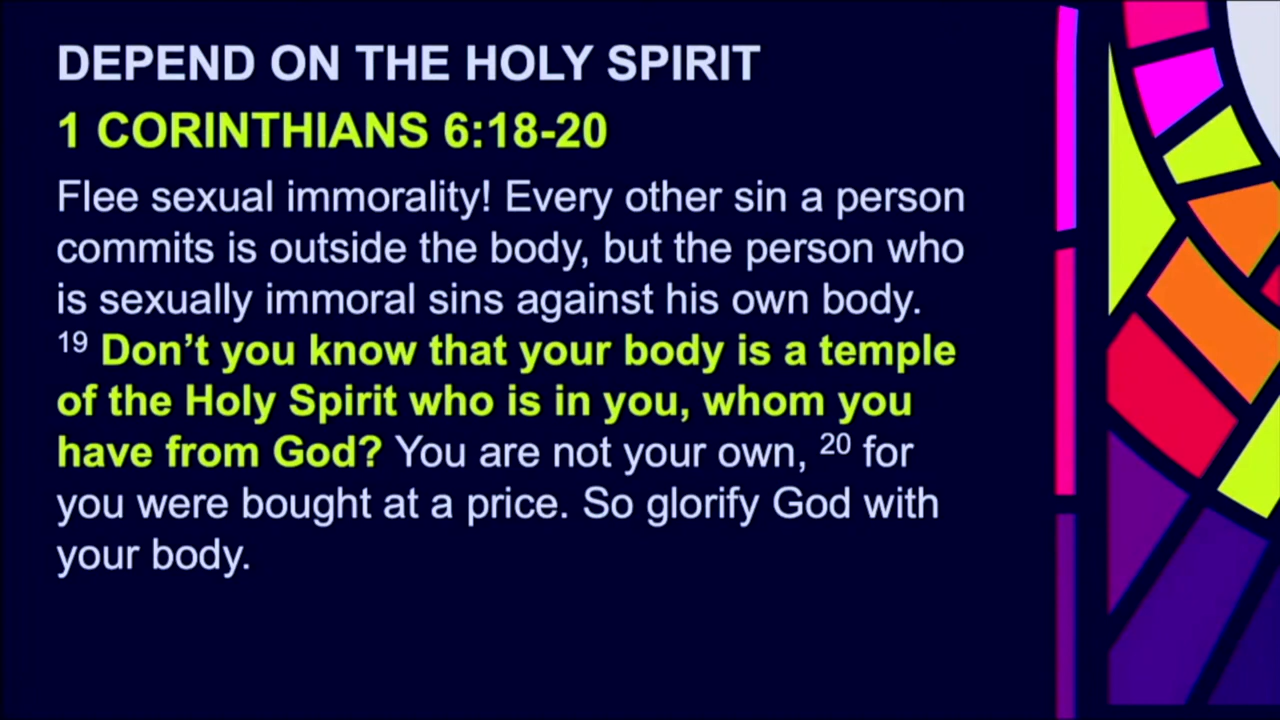 DEPEND ON THE HOLY SPIRIT
1 CORINTHIANS 6:18-20
Flee sexual immorality! Every other sin a person
commits is outside the body, but the person who
is sexually immoral sins against his own body.
19 Don’t you know that your body is a temple
of the Holy Spirit who is in you, whom you
have from God? You are not your own, 20 for
you were bought at a price. So glorify God with
your body.